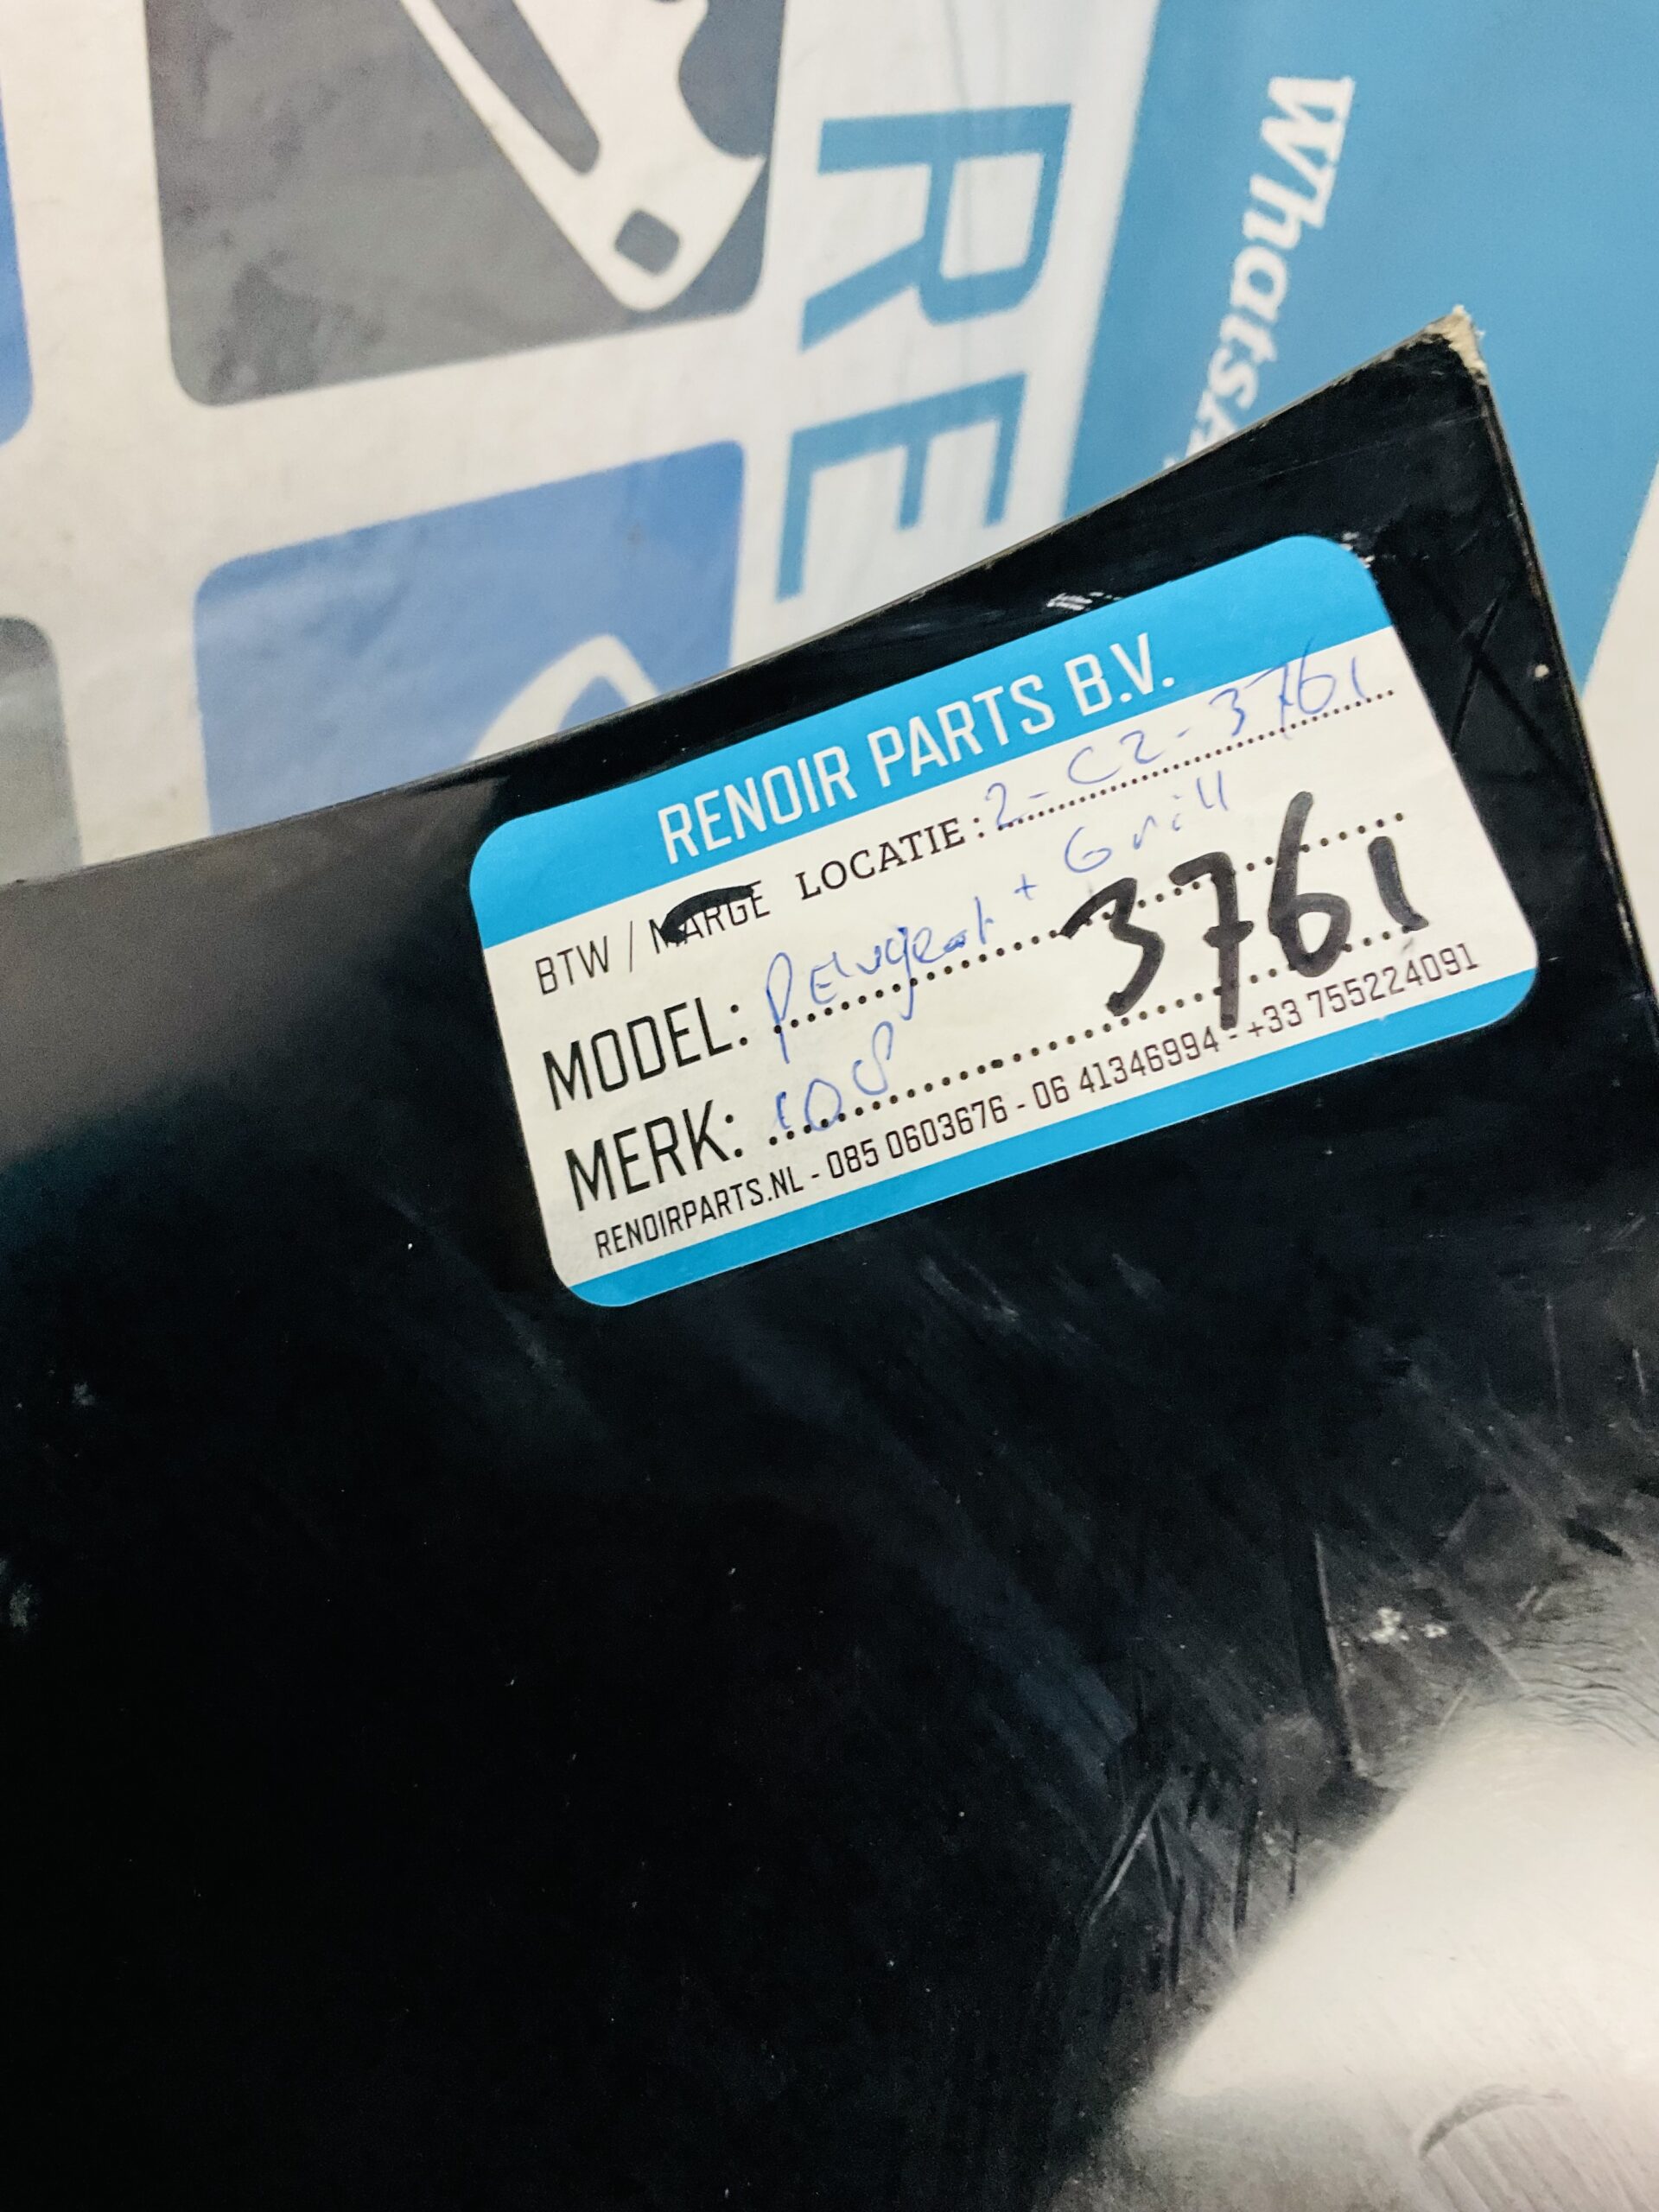 WhatsA
RE
RENOIR PARTS B.V.
BTW / MARGE LOCATIE: 2-C2-3761
MODEL: Peugeot + Grill
3761
MERK: 108
RENOIRPARTS.NL - 085 0603676 - 06 41346994 - +33 755224091